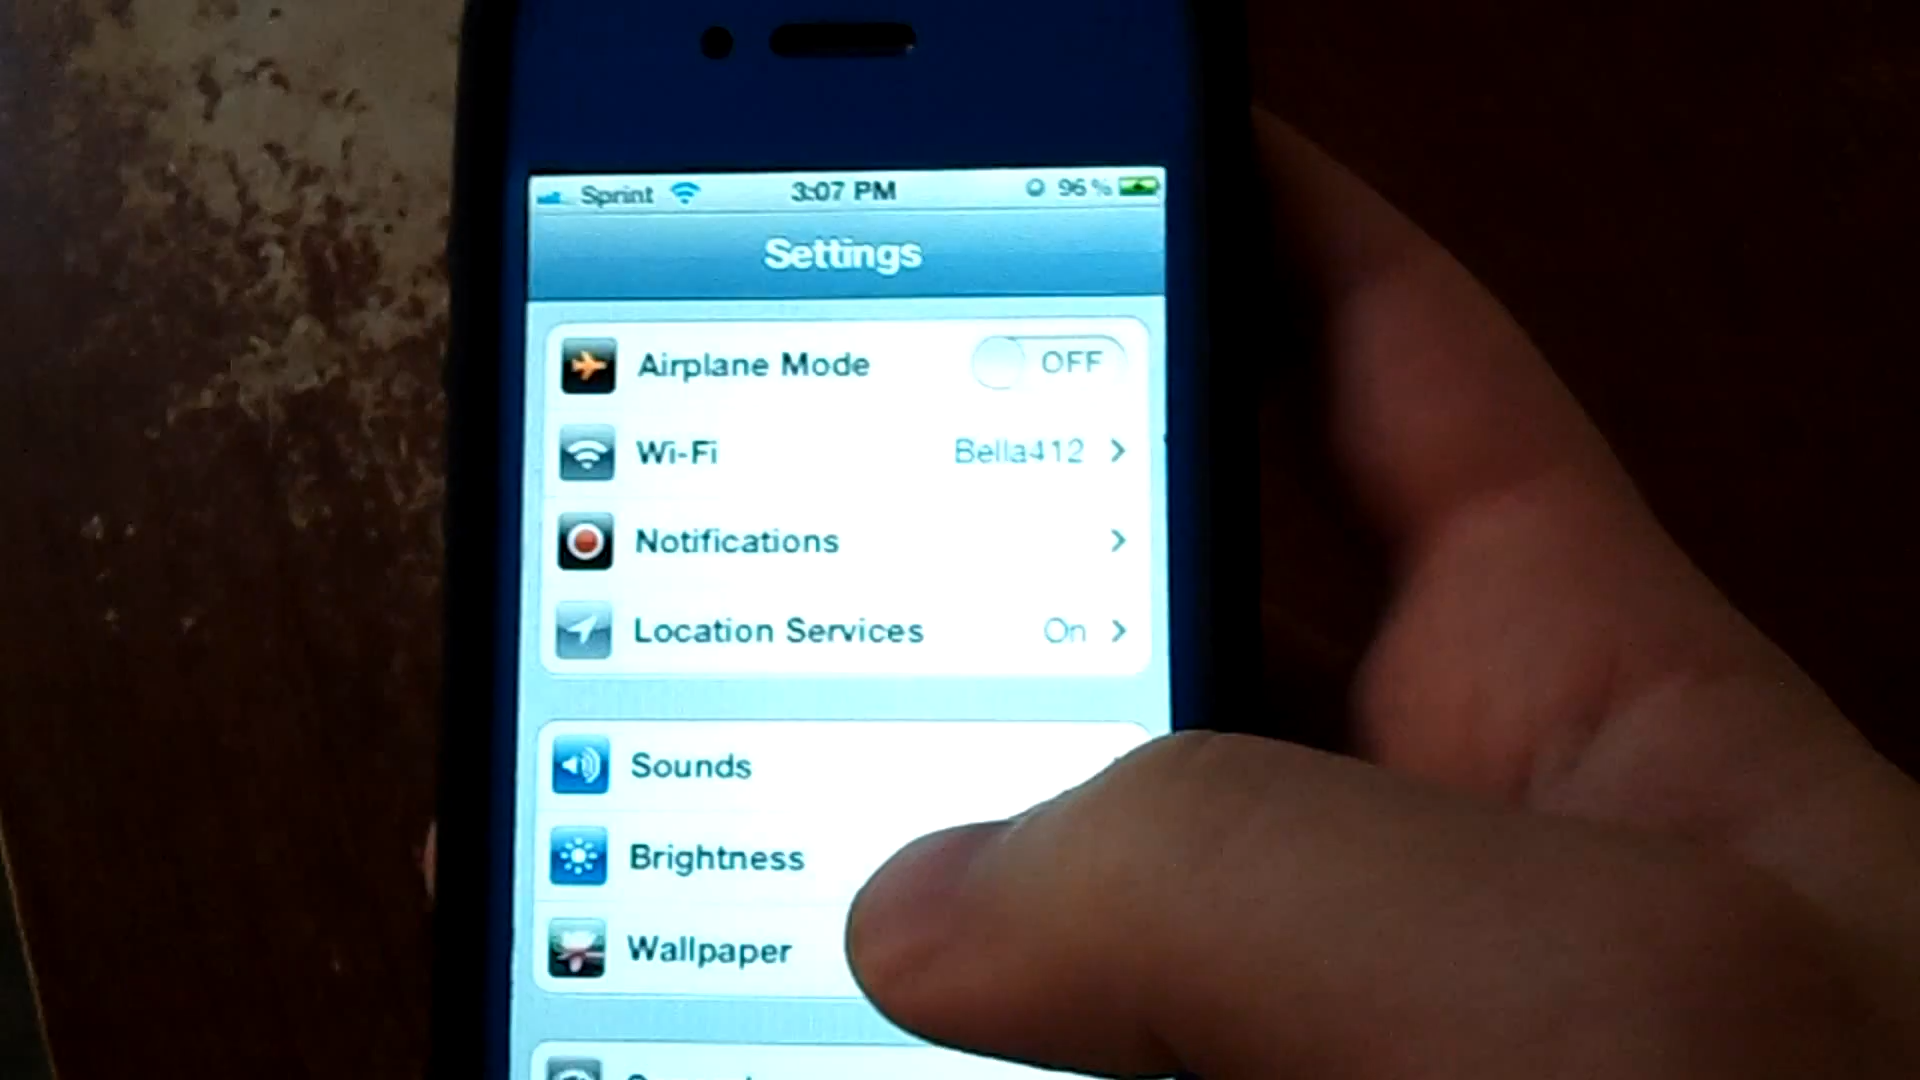 Sprint 3:07 PM 96%
Settings
Airplane Mode OFF
Wi-Fi Bella412
Notifications
Location Services On
Sounds
Brightness
Wallpaper